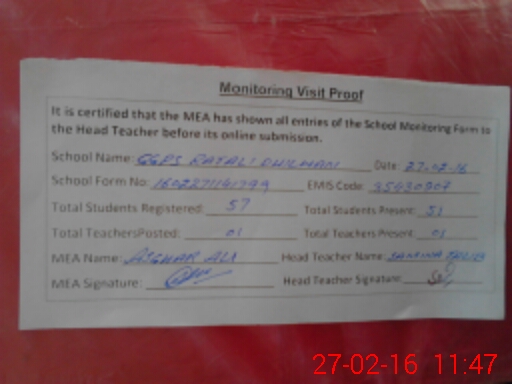 Monitoring Visit Proof
It is certified that the MEA has shown all entries of the School Monitoring Form to
the Head Teacher before its online submission.
School Name: GGPS Date: 27.02-16
School Form No: EMIS Code:
Total Students Registered: 57 Total Students Present: 51
Total TeachersPosted: 01 Total Teachers Present: 01
MEA Name: ASGHAR ALI Head Teacher Name:
MEA Signature: Head Teacher Signature:
27-02-16 11:47